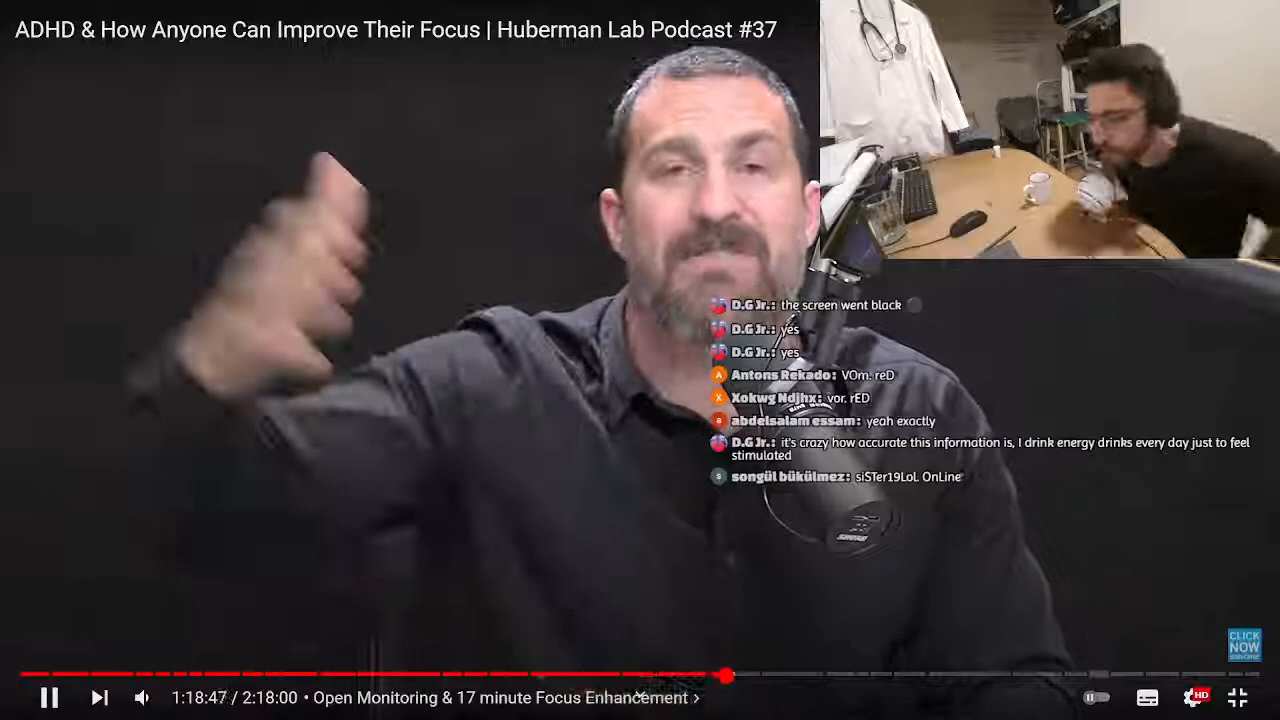 ADHD & How Anyone Can Improve Their Focus | Huberman Lab Podcast #37
D.G Jr.: the screen went black
D.G Jr.: yes
D.G Jr.: yes
A Antons Rekado: VOm. reD
X Xokwg Ndjhx: vor. rED
a abdelsalam essam: yeah exactly
D.G Jr.: it's crazy how accurate this information is, I drink energy drinks every day just to feel
stimulated
s songül bükülmez: siSTer19Lol. OnLine
SHURE
CLICK
NOW
1:18:47 / 2:18:00 • Open Monitoring & 17 minute Focus Enhancement ›
HD